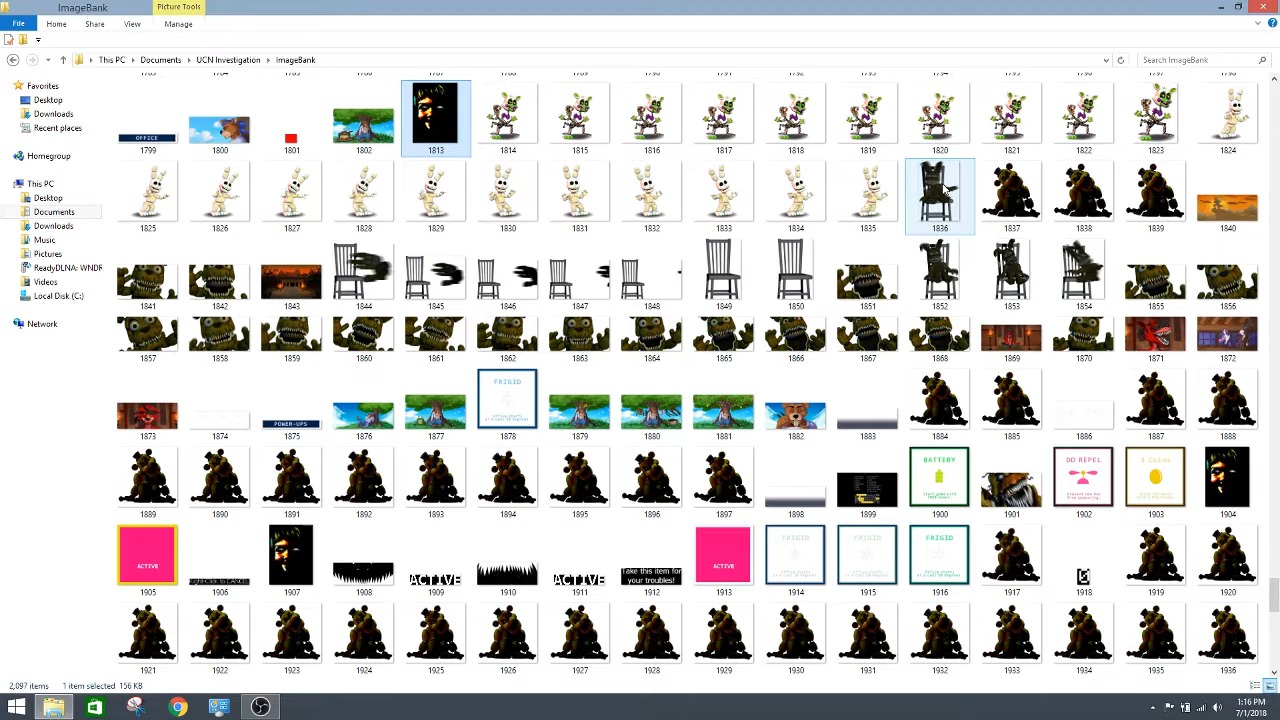 ImageBank
Picture Tools
File
Home
Share
View
Manage
This PC
Documents
UCN Investigation
ImageBank
Search ImageBank
Favorites
Desktop
Downloads
Recent places
Homegroup
This PC
Desktop
Documents
Downloads
Music
Pictures
ReadyDLNA: WNDR
Videos
Local Disk (C:)
Network
OFFICE
1799 1800 1801 1802 1813 1814 1815 1816 1817 1818 1819 1820 1821 1822 1823 1824
1825 1826 1827 1828 1829 1830 1831 1832 1833 1834 1835 1836 1837 1838 1839 1840
1841 1842 1843 1844 1845 1846 1847 1848 1849 1850 1851 1852 1853 1854 1855 1856
1857 1858 1859 1860 1861 1862 1863 1864 1865 1866 1867 1868 1869 1870 1871 1872
FRIGID
POWER-UPS
1873 1874 1875 1876 1877 1878 1879 1880 1881 1882 1883 1884 1885 1886 1887 1888
BATTERY
DD REPEL
3 Coins
1889 1890 1891 1892 1893 1894 1895 1896 1897 1898 1899 1900 1901 1902 1903 1904
FRIGID
FRIGID
FRIGID
ACTIVE
Right-Click to CANCEL
ACTIVE
ACTIVE
Take this item for
your troubles!
ACTIVE
1905 1906 1907 1908 1909 1910 1911 1912 1913 1914 1915 1916 1917 1918 1919 1920
1921 1922 1923 1924 1925 1926 1927 1928 1929 1930 1931 1932 1933 1934 1935 1936
2,097 items 1 item selected 156 KB
1:16 PM
7/1/2018